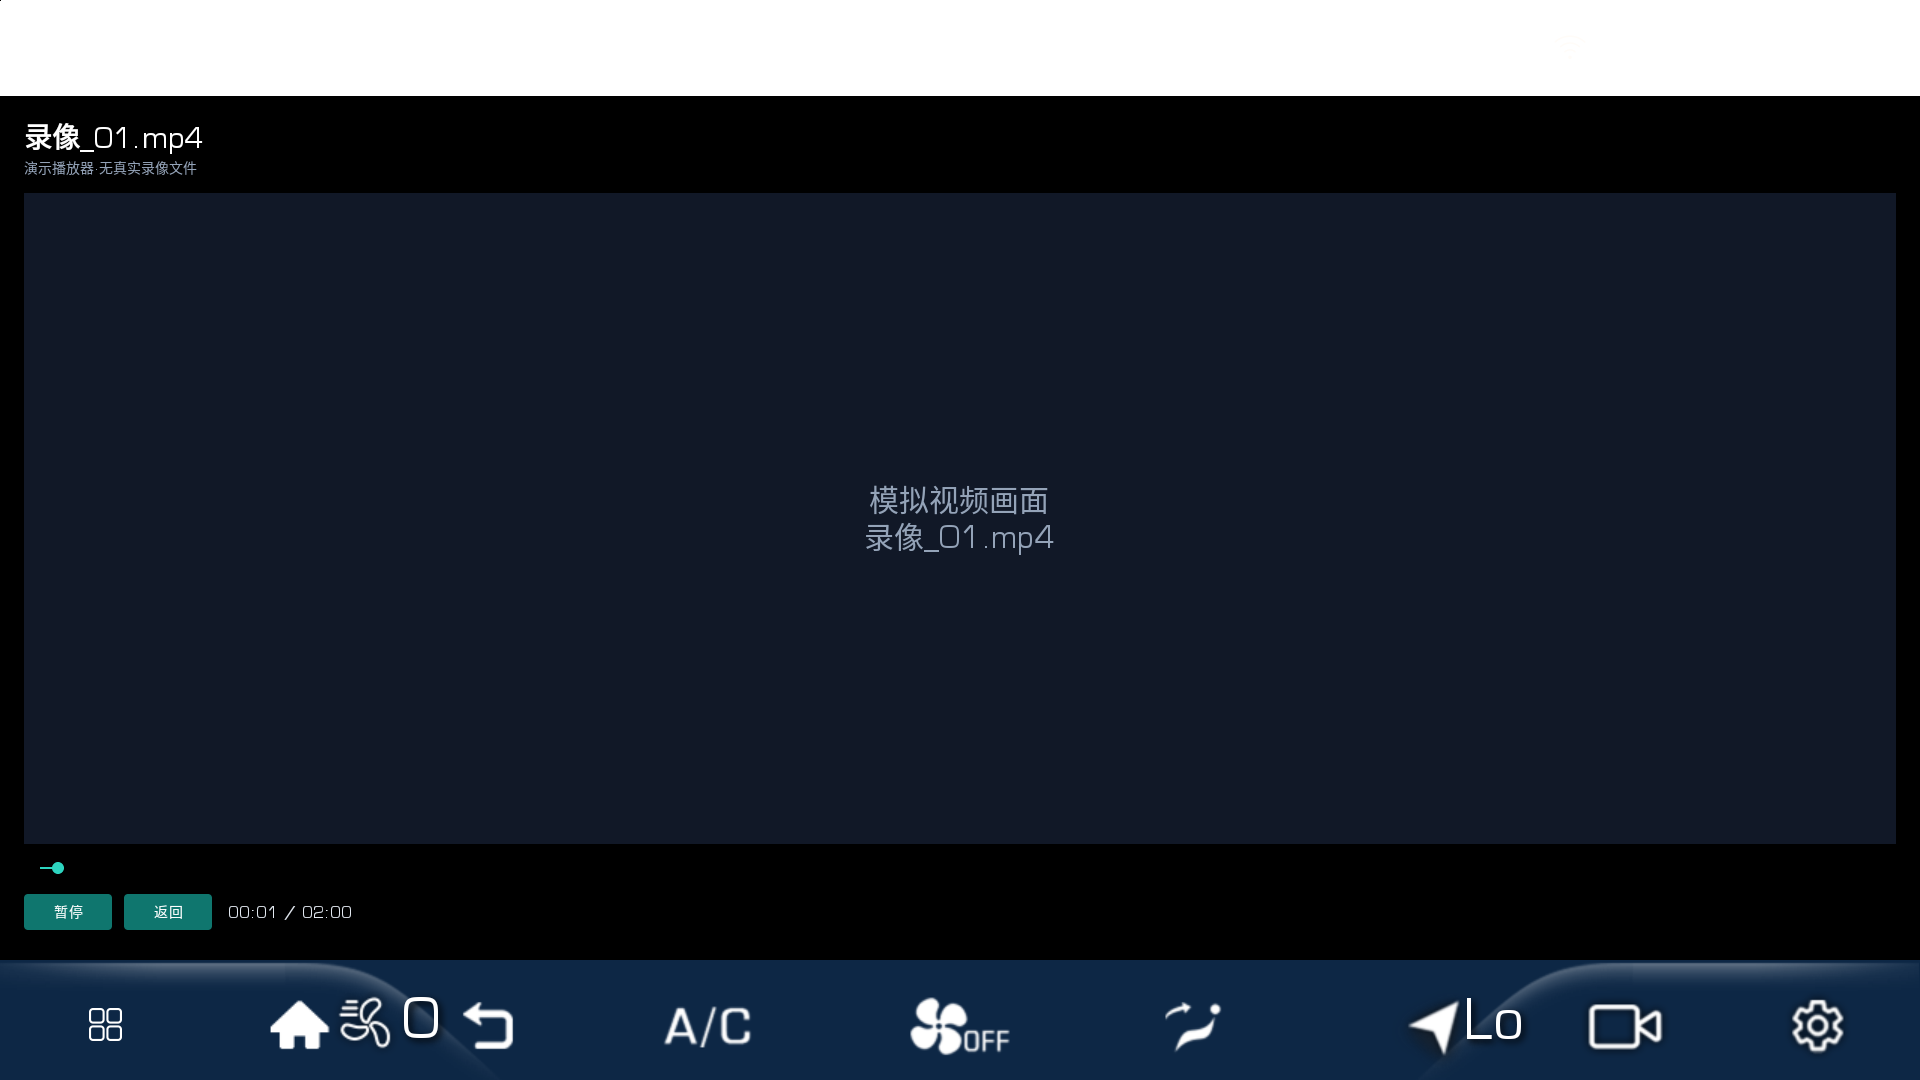 录像_01.mp4
演示播放器·无真实录像文件
模拟视频画面
录像_01.mp4
暂停 返回 00:01 / 02:00
0 A/C OFF Lo